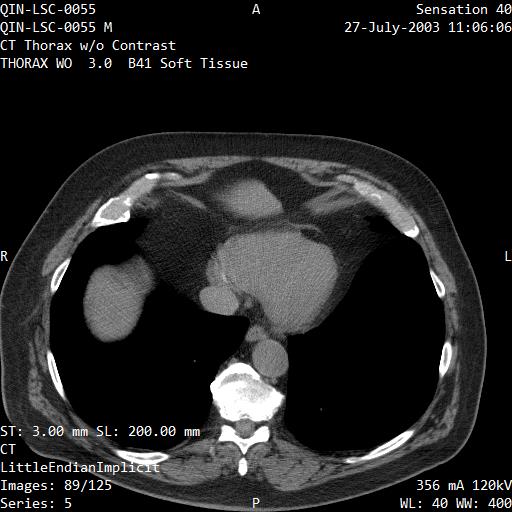 QIN-LSC-0055
A
Sensation 40
QIN-LSC-0055 M
27-July-2003 11:06:06
CT Thorax w/o Contrast
THORAX WO  3.0  B41 Soft Tissue
R
L
ST: 3.00 mm SL: 200.00 mm
CT
LittleEndianImplicit
Images: 89/125
356 mA 120kV
Series: 5
P
WL: 40 WW: 400